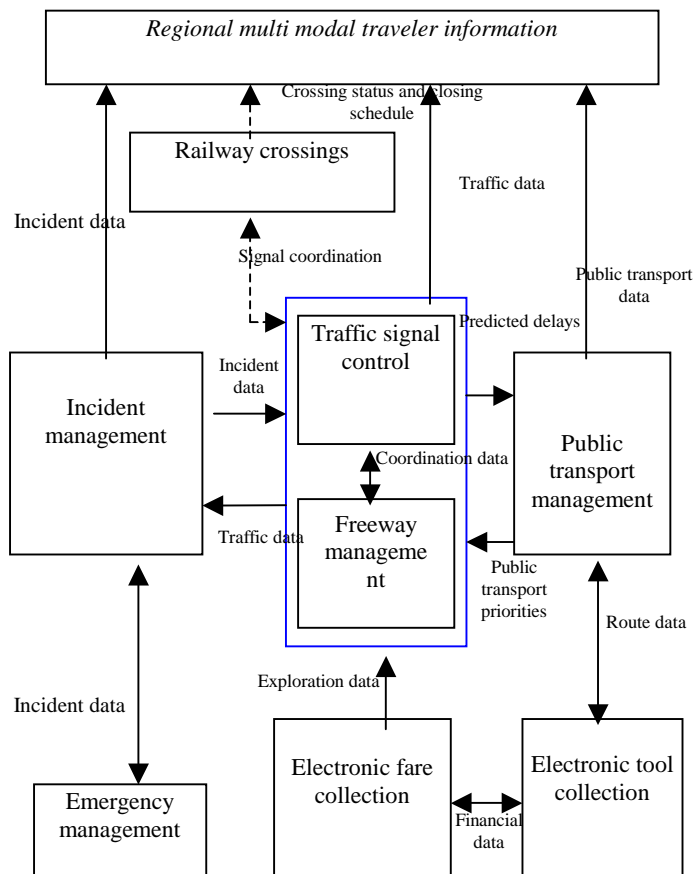 Regional multi modal traveler information
Crossing status and closing
schedule
Railway crossings
Traffic data
Incident data
Signal coordination
Public transport
data
Traffic signal
control
Predicted delays
Incident
data
Incident
management
Public
transport
management
Coordination data
Freeway
manageme
nt
Traffic data
Public
transport
priorities
Route data
Exploration data
Incident data
Electronic fare
collection
Electronic tool
collection
Emergency
management
Financial
data